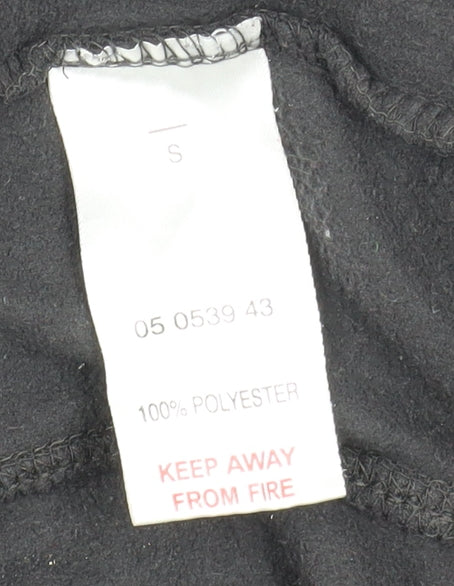 S
05 0539 43
100% POLYESTER
KEEP AWAY
FROM FIRE